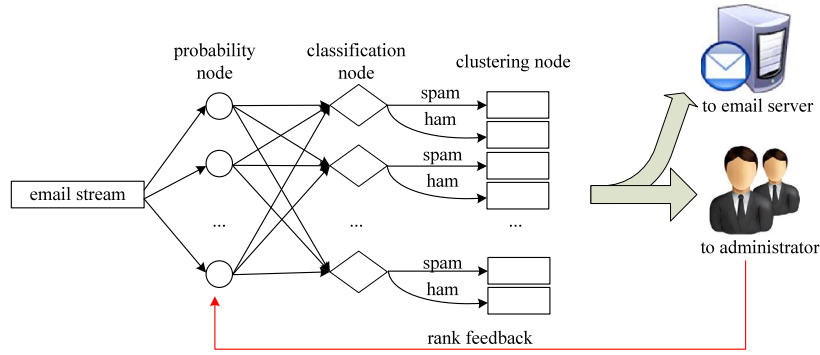 probability
node
classification
node
clustering node
spam
ham
to email server
spam
ham
email stream
...
...
...
to administrator
spam
ham
rank feedback